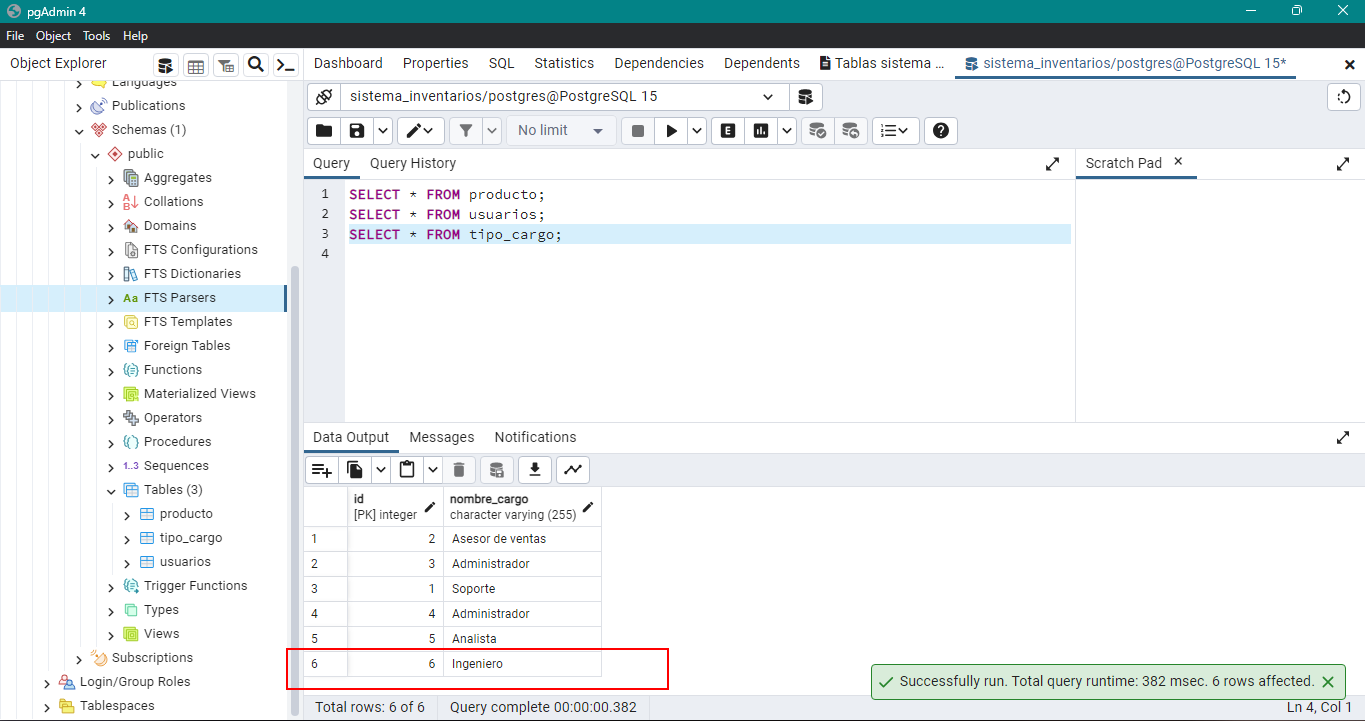 pgAdmin 4
File Object Tools Help
Object Explorer
Dashboard Properties SQL Statistics Dependencies Dependents Tablas sistema ... sistema_inventarios/postgres@PostgreSQL 15*
Languages
Publications
Schemas (1)
public
Aggregates
Collations
Domains
FTS Configurations
FTS Dictionaries
Aa FTS Parsers
FTS Templates
Foreign Tables
Functions
Materialized Views
Operators
Procedures
1..3 Sequences
Tables (3)
producto
tipo_cargo
usuarios
Trigger Functions
Types
Views
Subscriptions
Login/Group Roles
Tablespaces
sistema_inventarios/postgres@PostgreSQL 15
No limit
E
Query Query History
Scratch Pad
1 SELECT * FROM producto;
2 SELECT * FROM usuarios;
3 SELECT * FROM tipo_cargo;
4
Data Output Messages Notifications
id nombre_cargo
[PK] integer character varying (255)
1 2 Asesor de ventas
2 3 Administrador
3 1 Soporte
4 4 Administrador
5 5 Analista
6 6 Ingeniero
Successfully run. Total query runtime: 382 msec. 6 rows affected.
Total rows: 6 of 6 Query complete 00:00:00.382 Ln 4, Col 1